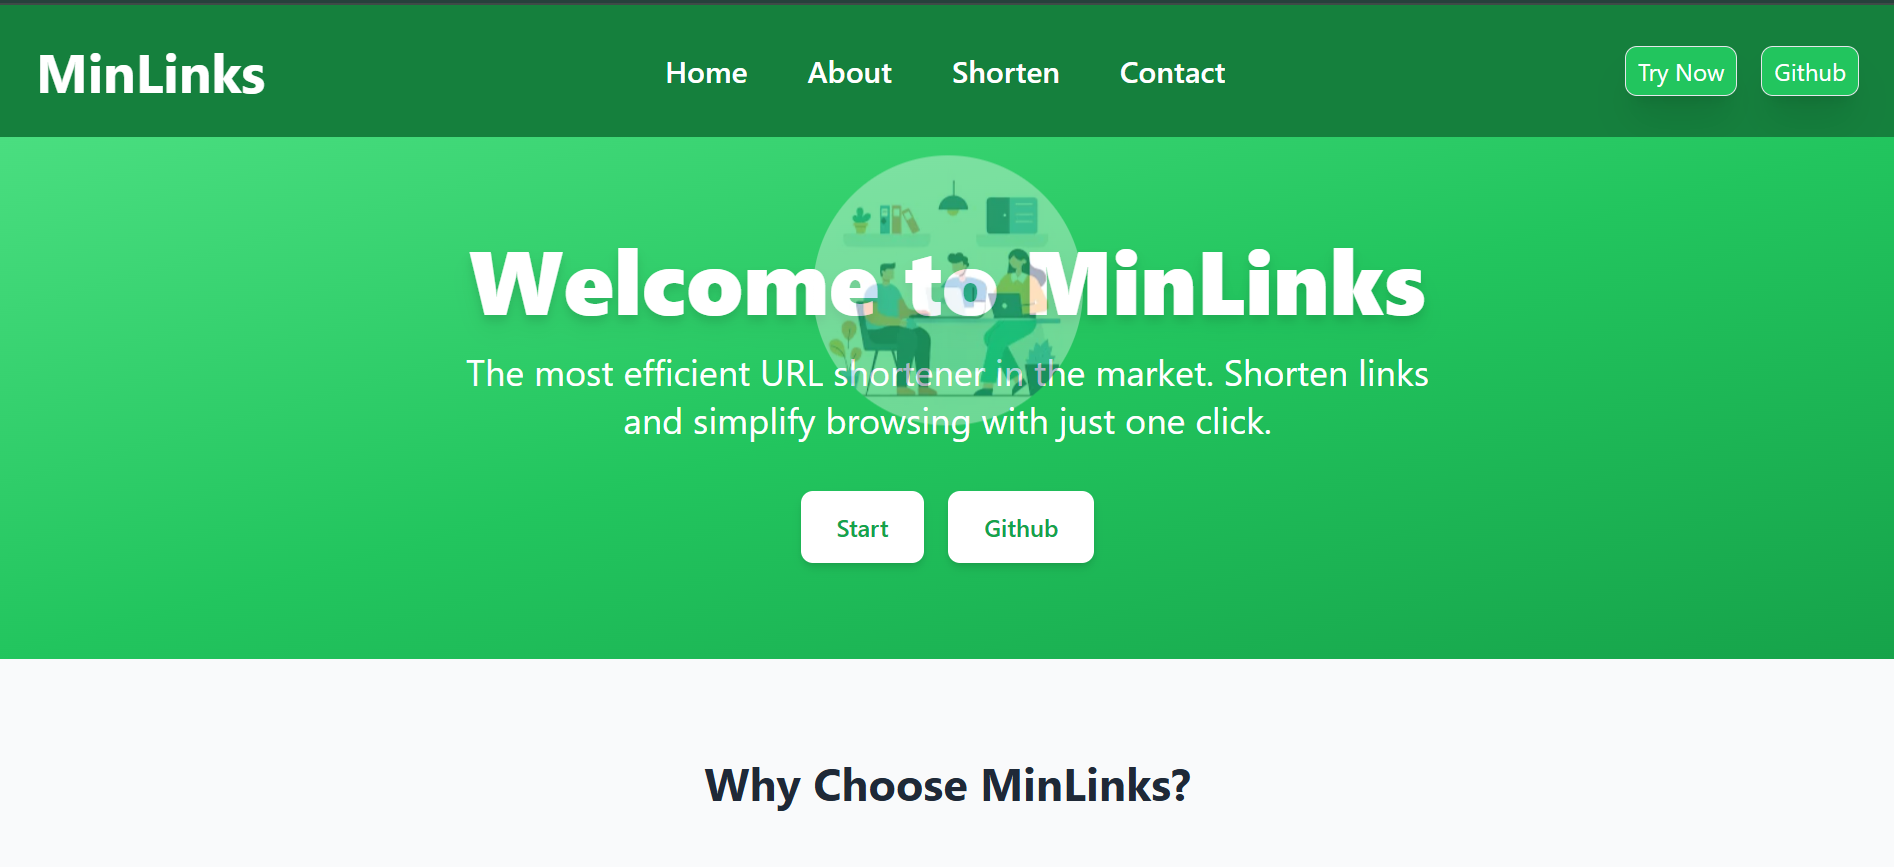 MinLinks
Home About Shorten Contact
Try Now Github
Welcome to MinLinks
The most efficient URL shortener in the market. Shorten links
and simplify browsing with just one click.
Start Github
Why Choose MinLinks?